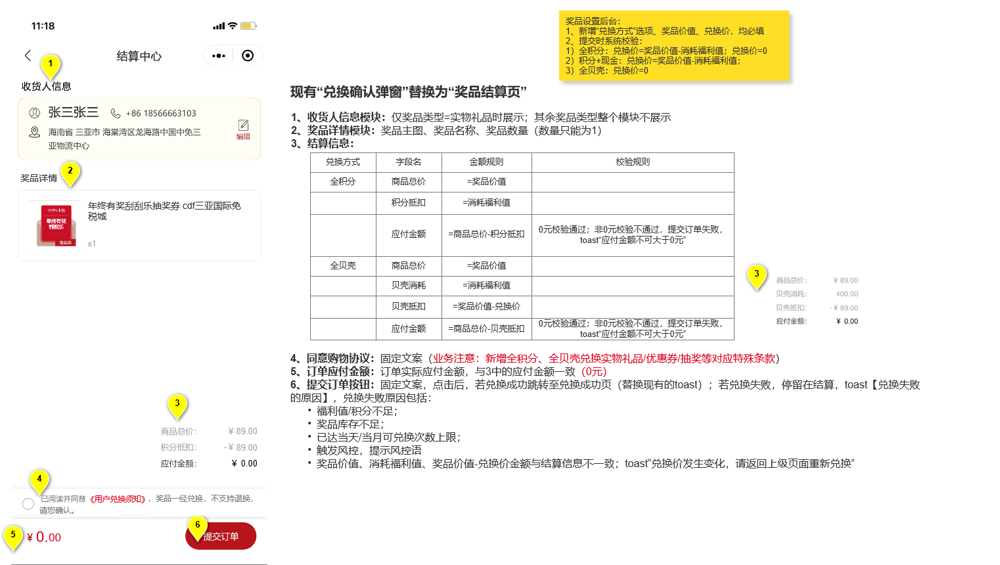 11:18
结算中心
1
收货人信息
张三张三 +86 18566663103
海南省 三亚市 海棠湾区龙海路中国中免三
亚物流中心
编辑
奖品详情
2
100%中奖
年终有奖
刮刮乐
抽奖券
年终有奖刮刮乐抽奖券 cdf三亚国际免
税城
x1
3
商品总价： ¥ 89.00
积分抵扣： -¥ 89.00
应付金额： ¥ 0.00
4
已阅读并同意《用户兑换须知》，奖品一经兑换，不支持退换，
请您确认。
5
¥ 0.00
6
提交订单
奖品设置后台：
1、新增“兑换方式”选项、奖品价值、兑换价，均必填
2、提交时系统校验：
1）全积分：兑换价=奖品价值-消耗福利值；兑换价=0
2）积分+现金：兑换价=奖品价值-消耗福利值；
3）全贝壳：兑换价=0
现有“兑换确认弹窗”替换为“奖品结算页”
1、收货人信息模块：仅奖品类型=实物礼品时展示；其余奖品类型整个模块不展示
2、奖品详情模块：奖品主图、奖品名称、奖品数量（数量只能为1）
3、结算信息：
兑换方式 字段名 金额规则 校验规则
全积分 商品总价 =奖品价值
积分抵扣 =消耗福利值
应付金额 =商品总价-积分抵扣 0元校验通过；非0元校验不通过，提交订单失败，
toast“应付金额不可大于0元”
全贝壳 商品总价 =奖品价值
贝壳消耗 =消耗福利值
贝壳抵扣 =奖品价值-兑换价
应付金额 =商品总价-贝壳抵扣 0元校验通过；非0元校验不通过，提交订单失败，
toast“应付金额不可大于0元”
3
商品总价： ¥ 89.00
贝壳消耗： 400.00
贝壳抵扣： -¥ 89.00
应付金额： ¥ 0.00
4、同意购物协议：固定文案（业务注意：新增全积分、全贝壳兑换实物礼品/优惠券/抽奖等对应特殊条款）
5、订单应付金额：订单实际应付金额，与3中的应付金额一致（0元）
6、提交订单按钮：固定文案，点击后，若兑换成功跳转至兑换成功页（替换现有的toast）；若兑换失败，停留在结算，toast【兑换失败
的原因】，兑换失败原因包括：
• 福利值/积分不足；
• 奖品库存不足；
• 已达当天/当月可兑换次数上限；
• 触发风控，提示风控语
• 奖品价值、消耗福利值、奖品价值-兑换价金额与结算信息不一致；toast“兑换价发生变化，请返回上级页面重新兑换”